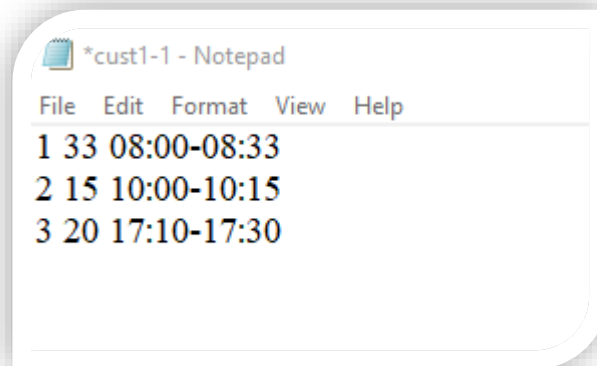 *cust1-1 - Notepad
File Edit Format View Help
1 33 08:00-08:33
2 15 10:00-10:15
3 20 17:10-17:30